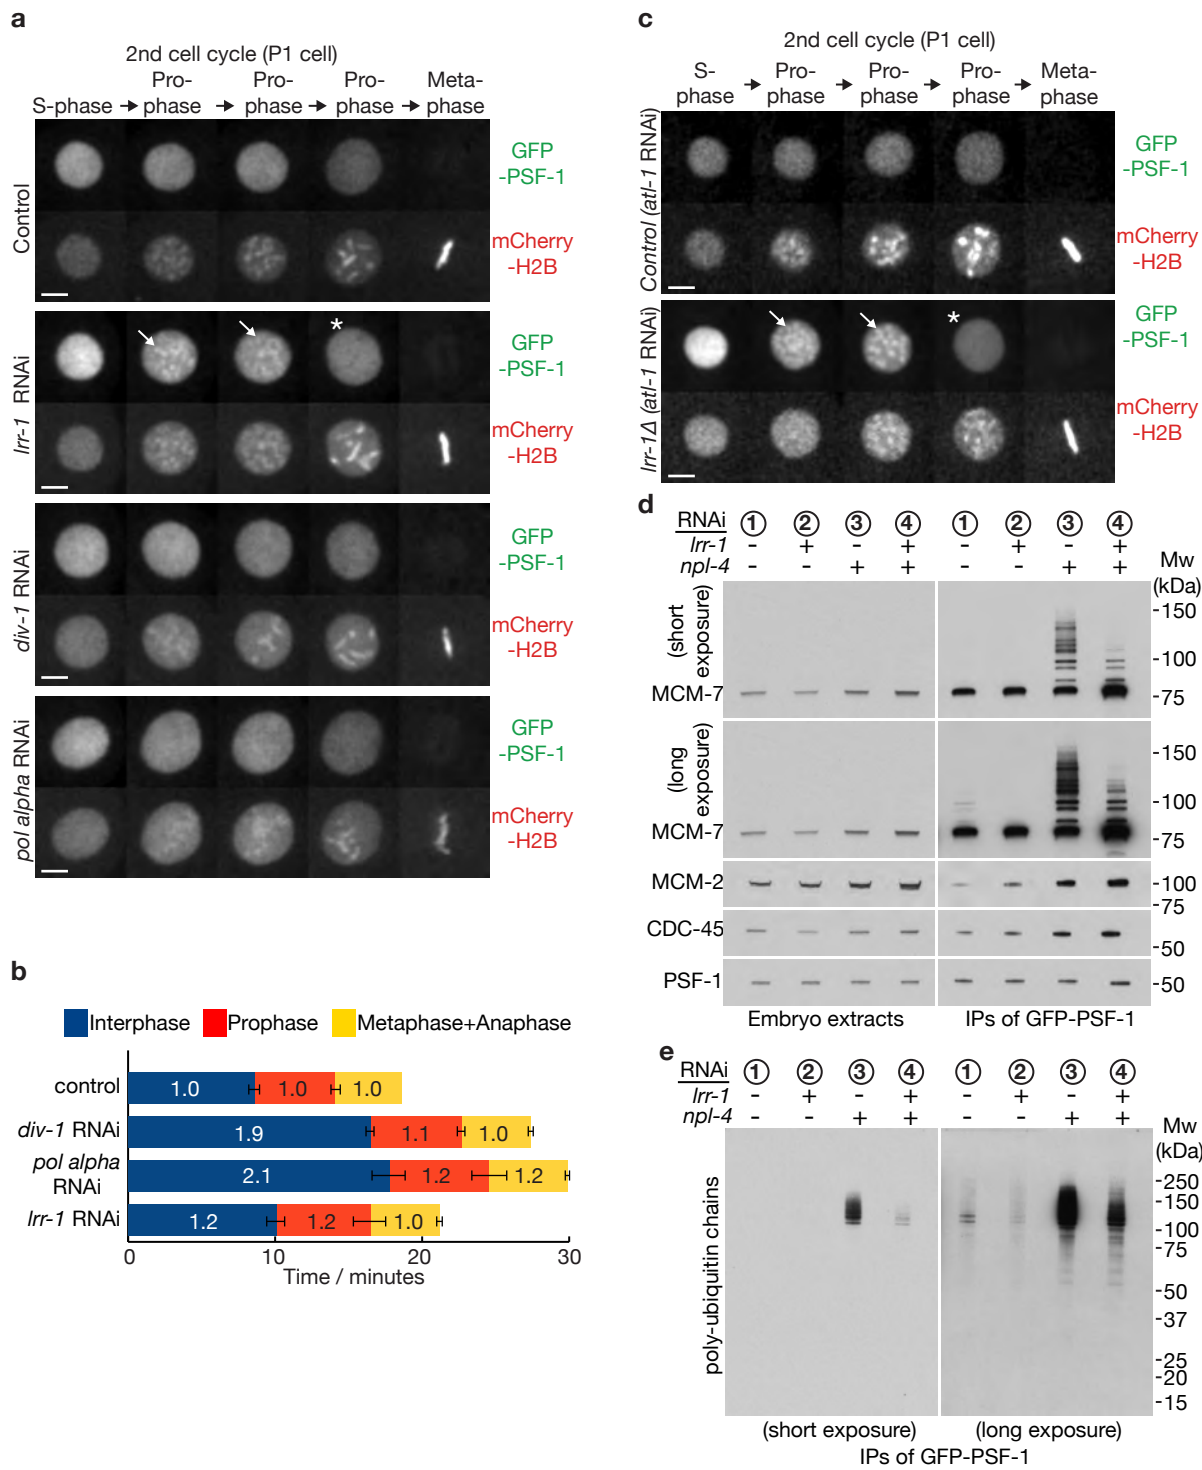 a
2nd cell cycle (P1 cell)
S-phase → Pro-phase → Pro-phase → Pro-phase → Meta-phase
Control
GFP
-PSF-1
mCherry
-H2B
lrr-1 RNAi
*
GFP
-PSF-1
mCherry
-H2B
div-1 RNAi
GFP
-PSF-1
mCherry
-H2B
pol alpha RNAi
GFP
-PSF-1
mCherry
-H2B
b
Interphase Prophase Metaphase+Anaphase
control 1.0 1.0 1.0
div-1 RNAi 1.9 1.1 1.0
pol alpha
RNAi 2.1 1.2 1.2
lrr-1 RNAi 1.2 1.2 1.0
0 10 20 30
Time / minutes
c
2nd cell cycle (P1 cell)
S-phase → Pro-phase → Pro-phase → Pro-phase → Meta-phase
Control (atl-1 RNAi)
GFP
-PSF-1
mCherry
-H2B
lrr-1Δ (atl-1 RNAi)
*
GFP
-PSF-1
mCherry
-H2B
d
RNAi ① ② ③ ④ ① ② ③ ④
lrr-1 - + - + - + - +
npl-4 - - + + - - + +
Mw
(kDa)
(short
exposure)
MCM-7
-150
-100
-75
(long
exposure)
MCM-7
-150
-100
-75
MCM-2
-100
-75
CDC-45
-75
-50
PSF-1
-50
Embryo extracts IPs of GFP-PSF-1
e
RNAi ① ② ③ ④ ① ② ③ ④
lrr-1 - + - + - + - +
npl-4 - - + + - - + +
Mw
(kDa)
poly-ubiquitin chains
-250
-150
-100
-75
-50
-37
-25
-20
-15
(short exposure) (long exposure)
IPs of GFP-PSF-1